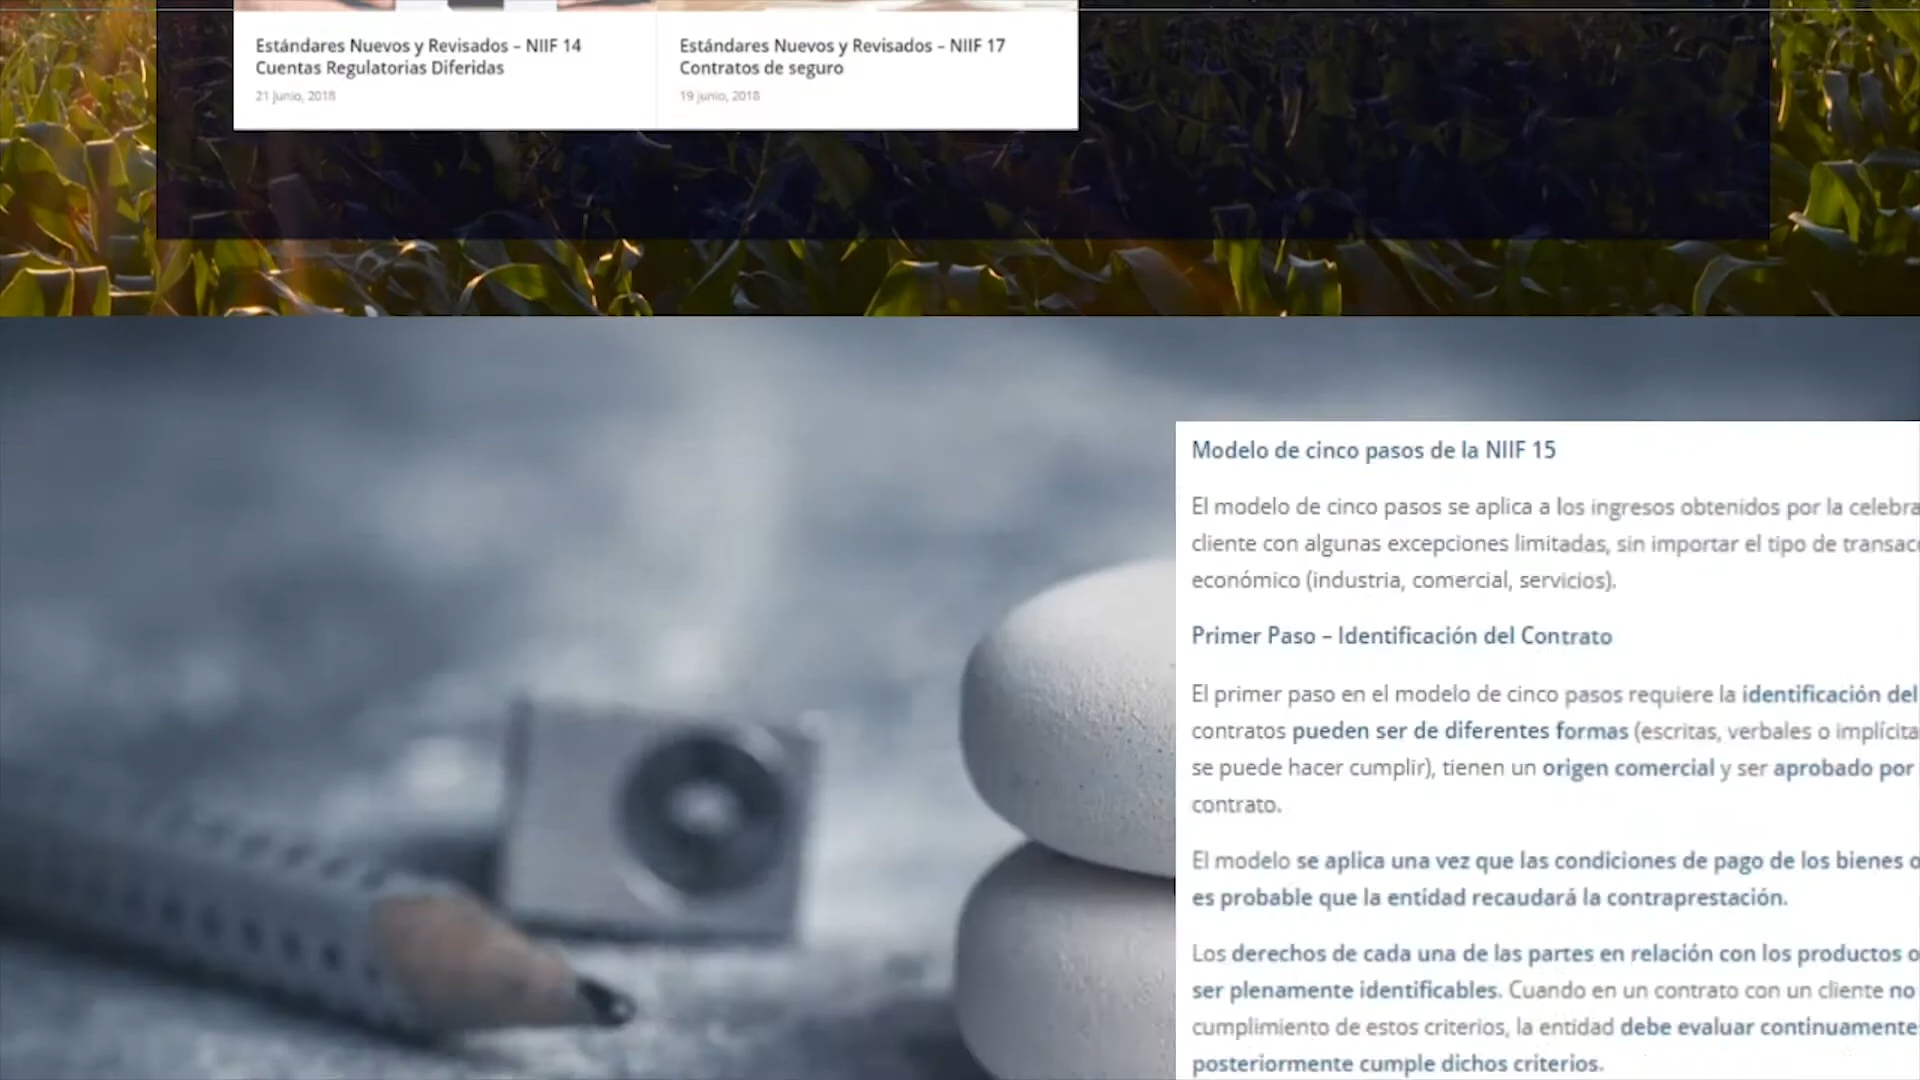 Estándares Nuevos y Revisados – NIIF 14
Cuentas Regulatorias Diferidas
21 junio, 2018
Estándares Nuevos y Revisados – NIIF 17
Contratos de seguro
19 junio, 2018
Modelo de cinco pasos de la NIIF 15
El modelo de cinco pasos se aplica a los ingresos obtenidos por la
cliente con algunas excepciones limitadas, sin importar el tipo de
económico (industria, comercial, servicios).
Primer Paso – Identificación del Contrato
El primer paso en el modelo de cinco pasos requiere la identificación del
contratos pueden ser de diferentes formas (escritas, verbales o
se puede hacer cumplir), tienen un origen comercial y ser aprobado por
contrato.
El modelo se aplica una vez que las condiciones de pago de los bienes o
es probable que la entidad recaudará la contraprestación.
Los derechos de cada una de las partes en relación con los productos o
ser plenamente identificables. Cuando en un contrato con un cliente no
cumplimiento de estos criterios, la entidad debe evaluar continuamente
posteriormente cumple dichos criterios.